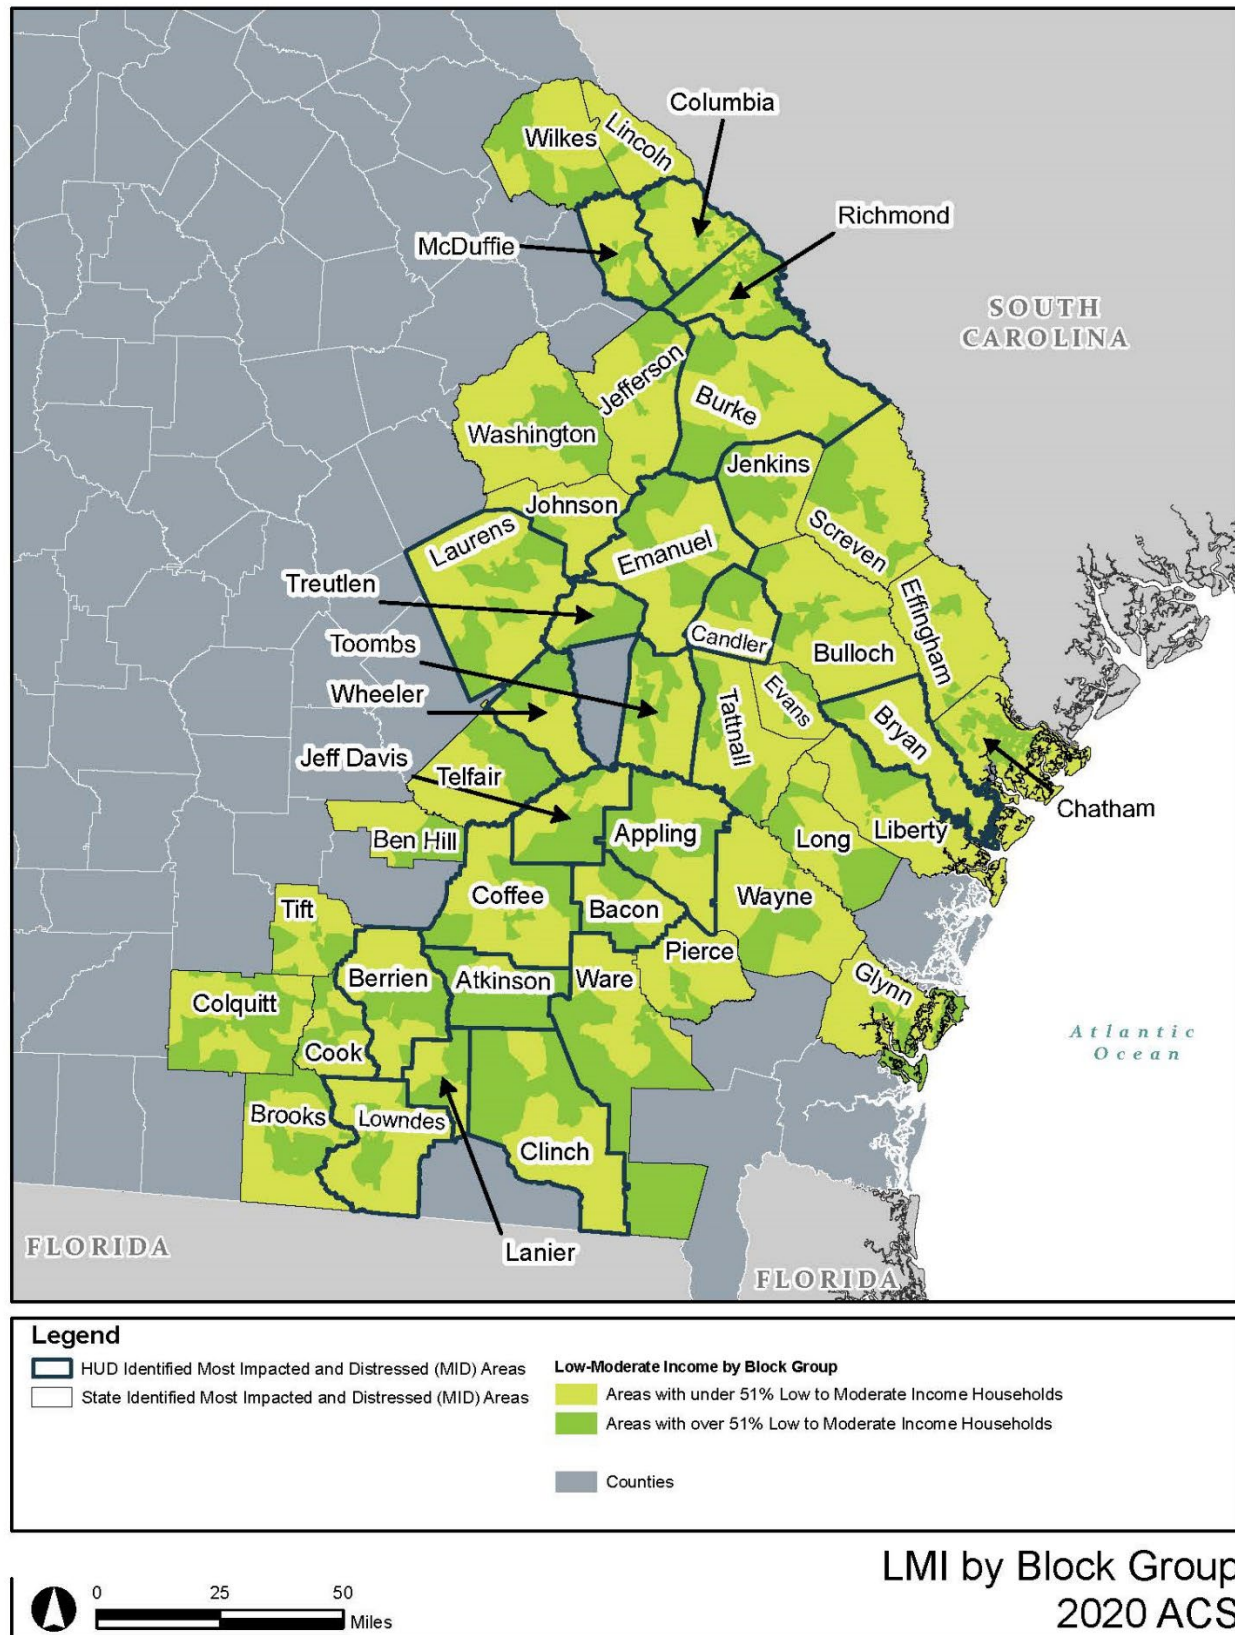 Columbia
Wilkes
Lincoln
Richmond
McDuffie
SOUTH
CAROLINA
Jefferson
Burke
Washington
Jenkins
Johnson
Laurens
Screven
Emanuel
Treutlen
Effingham
Toombs
Candler
Bulloch
Wheeler
Evans
Tattnall
Bryan
Jeff Davis
Telfair
Chatham
Ben Hill
Appling
Long
Liberty
Coffee
Bacon
Wayne
Tift
Pierce
Berrien
Atkinson
Ware
Glynn
Colquitt
Cook
Atlantic
Ocean
Brooks
Lowndes
Clinch
Lanier
FLORIDA
FLORIDA
Legend
HUD Identified Most Impacted and Distressed (MID) Areas
State Identified Most Impacted and Distressed (MID) Areas
Low-Moderate Income by Block Group
Areas with under 51% Low to Moderate Income Households
Areas with over 51% Low to Moderate Income Households
Counties
LMI by Block Group
2020 ACS
0 25 50
Miles